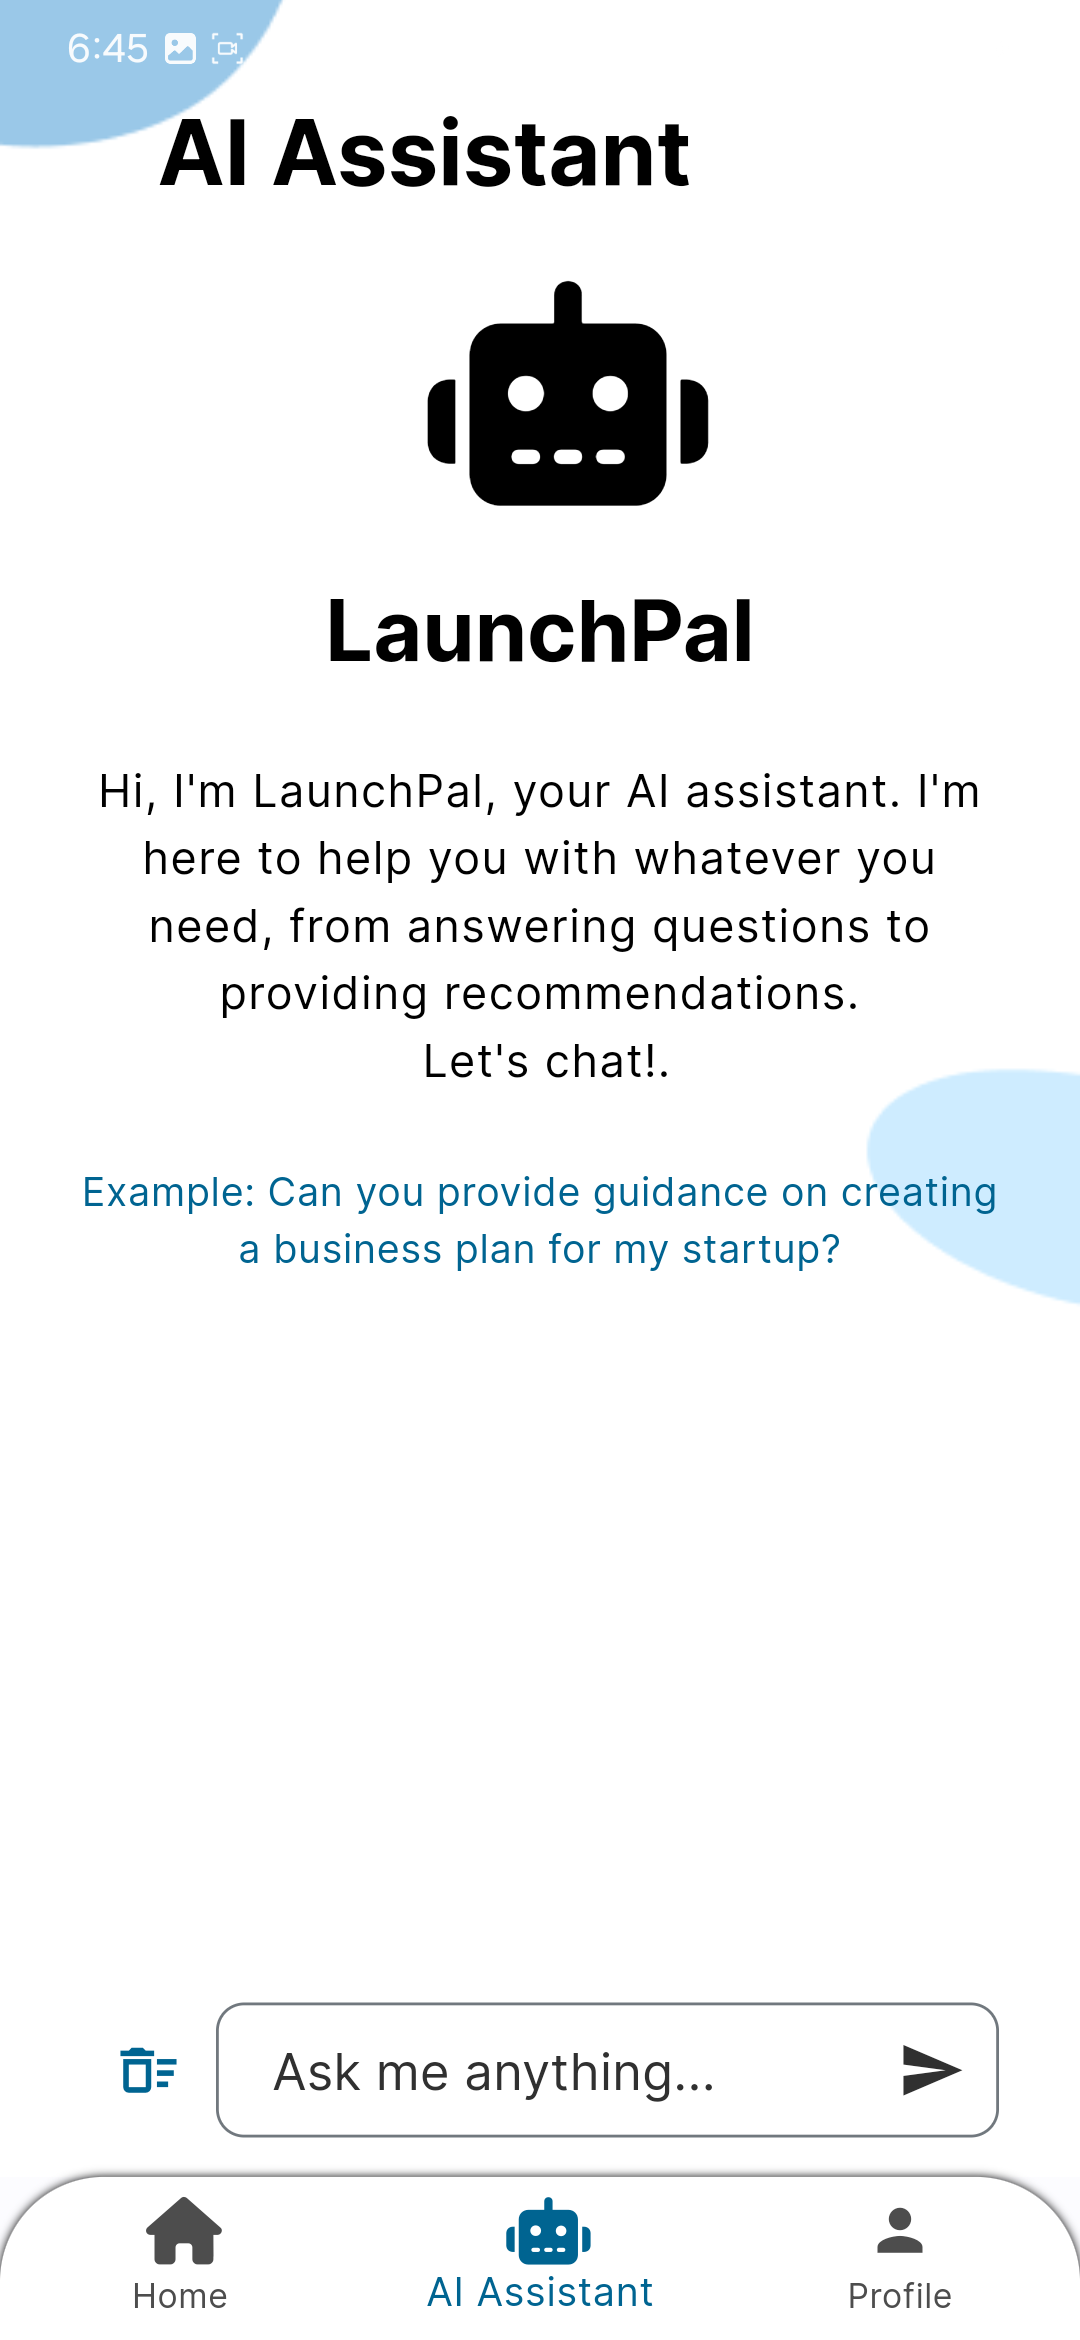 6:45
AI Assistant
LaunchPal
Hi, I'm LaunchPal, your AI assistant. I'm
here to help you with whatever you
need, from answering questions to
providing recommendations.
Let's chat!.
Example: Can you provide guidance on creating
a business plan for my startup?
Ask me anything...
Home
AI Assistant
Profile